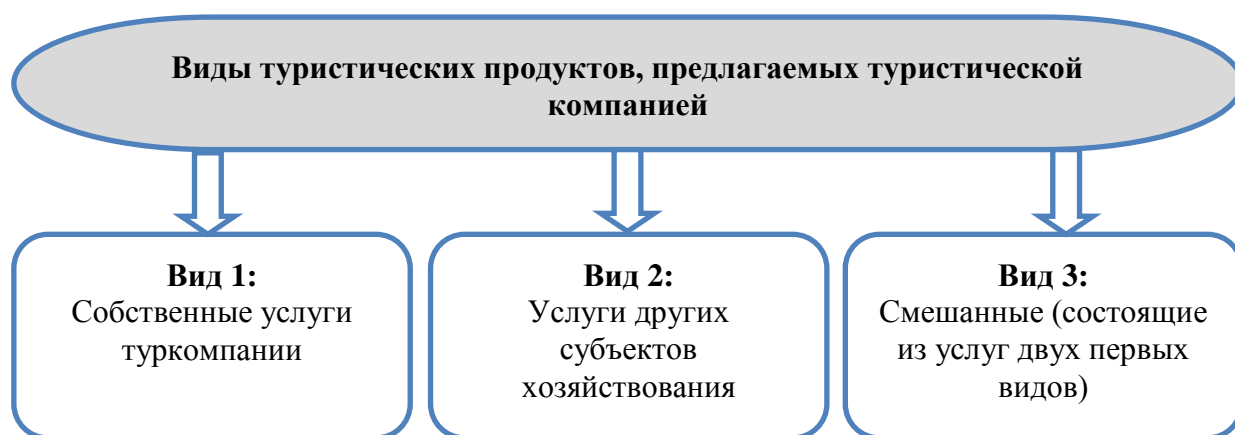 Виды туристических продуктов, предлагаемых туристической
компанией
Вид 1:
Собственные услуги
туркомпании
Вид 2:
Услуги других
субъектов
хозяйствования
Вид 3:
Смешанные (состоящие
из услуг двух первых
видов)